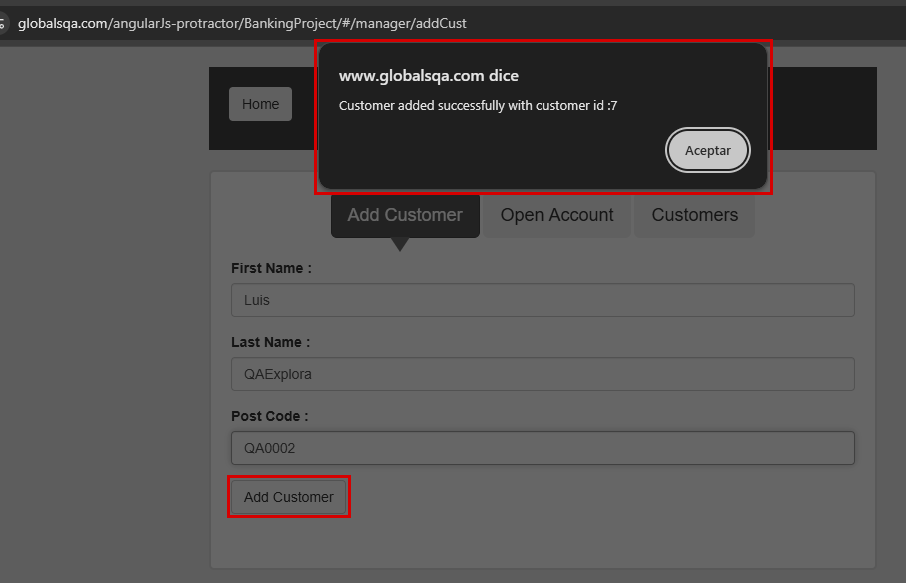 globalsqa.com/angularJs-protractor/BankingProject/#/manager/addCust
www.globalsqa.com dice
Customer added successfully with customer id :7
Aceptar
Home
Add Customer
Open Account
Customers
First Name :
Luis
Last Name :
QAExplora
Post Code :
QA0002
Add Customer